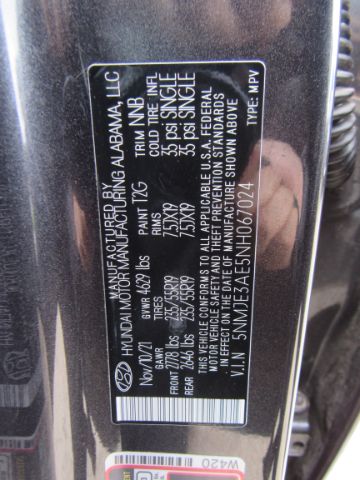 MANUFACTURED BY
HYUNDAI MOTOR MANUFACTURING ALABAMA, LLC
Nov/10/21 GVWR 4629 lbs PAINT T2G TRIM NNB
TIRES RIMS COLD TIRE INFL
FRONT 2778 lbs 235/55R19 7.5JX19 35 PSI SINGLE
REAR 2646 lbs 235/55R19 7.5JX19 35 PSI SINGLE
THIS VEHICLE CONFORMS TO ALL APPLICABLE U.S.A. FEDERAL
MOTOR VEHICLE SAFETY AND THEFT PREVENTION STANDARDS
IN EFFECT ON THE DATE OF MANUFACTURE SHOWN ABOVE
V.I.N 5NMJE3AE5NH067024 TYPE: MPV
W420